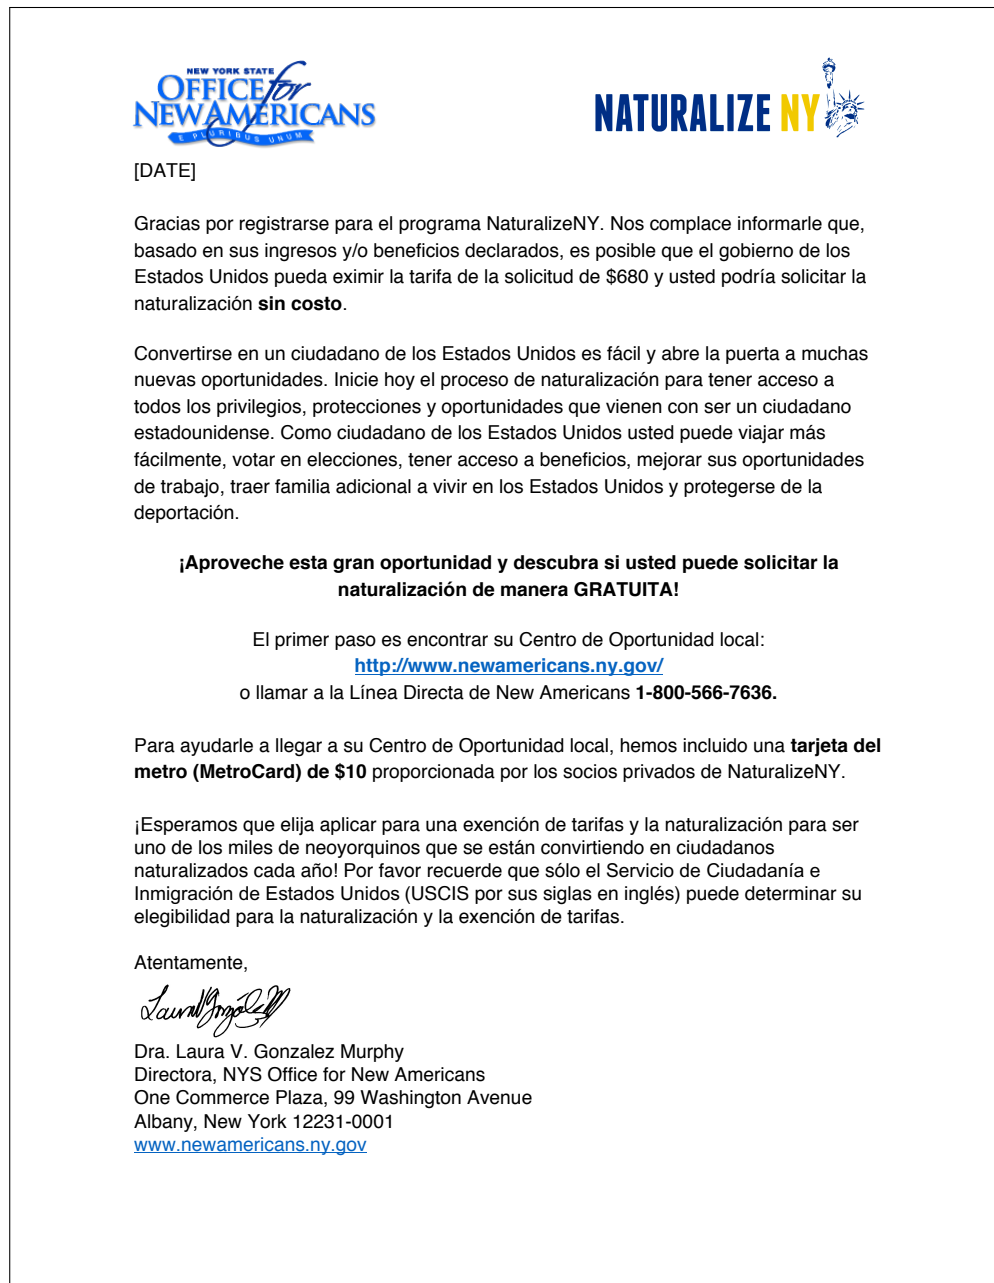 NEW YORK STATE
OFFICE for
NEW AMERICANS
E PLURIBUS UNUM
NATURALIZE NY
[DATE]
Gracias por registrarse para el programa NaturalizeNY. Nos complace informarle que,
basado en sus ingresos y/o beneficios declarados, es posible que el gobierno de los
Estados Unidos pueda eximir la tarifa de la solicitud de $680 y usted podría solicitar la
naturalización sin costo.
Convertirse en un ciudadano de los Estados Unidos es fácil y abre la puerta a muchas
nuevas oportunidades. Inicie hoy el proceso de naturalización para tener acceso a
todos los privilegios, protecciones y oportunidades que vienen con ser un ciudadano
estadounidense. Como ciudadano de los Estados Unidos usted puede viajar más
fácilmente, votar en elecciones, tener acceso a beneficios, mejorar sus oportunidades
de trabajo, traer familia adicional a vivir en los Estados Unidos y protegerse de la
deportación.
¡Aproveche esta gran oportunidad y descubra si usted puede solicitar la
naturalización de manera GRATUITA!
El primer paso es encontrar su Centro de Oportunidad local:
http://www.newamericans.ny.gov/
o llamar a la Línea Directa de New Americans 1-800-566-7636.
Para ayudarle a llegar a su Centro de Oportunidad local, hemos incluido una tarjeta del
metro (MetroCard) de $10 proporcionada por los socios privados de NaturalizeNY.
¡Esperamos que elija aplicar para una exención de tarifas y la naturalización para ser
uno de los miles de neoyorquinos que se están convirtiendo en ciudadanos
naturalizados cada año! Por favor recuerde que sólo el Servicio de Ciudadanía e
Inmigración de Estados Unidos (USCIS por sus siglas en inglés) puede determinar su
elegibilidad para la naturalización y la exención de tarifas.
Atentamente,
Dra. Laura V. Gonzalez Murphy
Directora, NYS Office for New Americans
One Commerce Plaza, 99 Washington Avenue
Albany, New York 12231-0001
www.newamericans.ny.gov